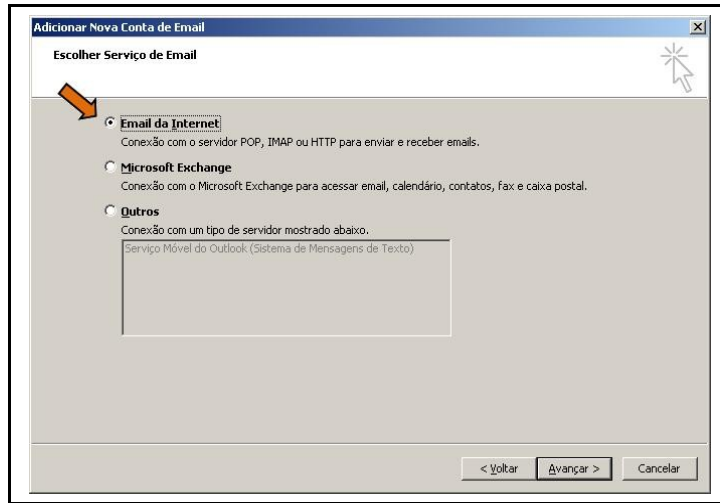 Adicionar Nova Conta de Email
Escolher Serviço de Email
Email da Internet
Conexão com o servidor POP, IMAP ou HTTP para enviar e receber emails.
Microsoft Exchange
Conexão com o Microsoft Exchange para acessar email, calendário, contatos, fax e caixa postal.
Outros
Conexão com um tipo de servidor mostrado abaixo.
Serviço Móvel do Outlook (Sistema de Mensagens de Texto)
< Voltar Avançar > Cancelar